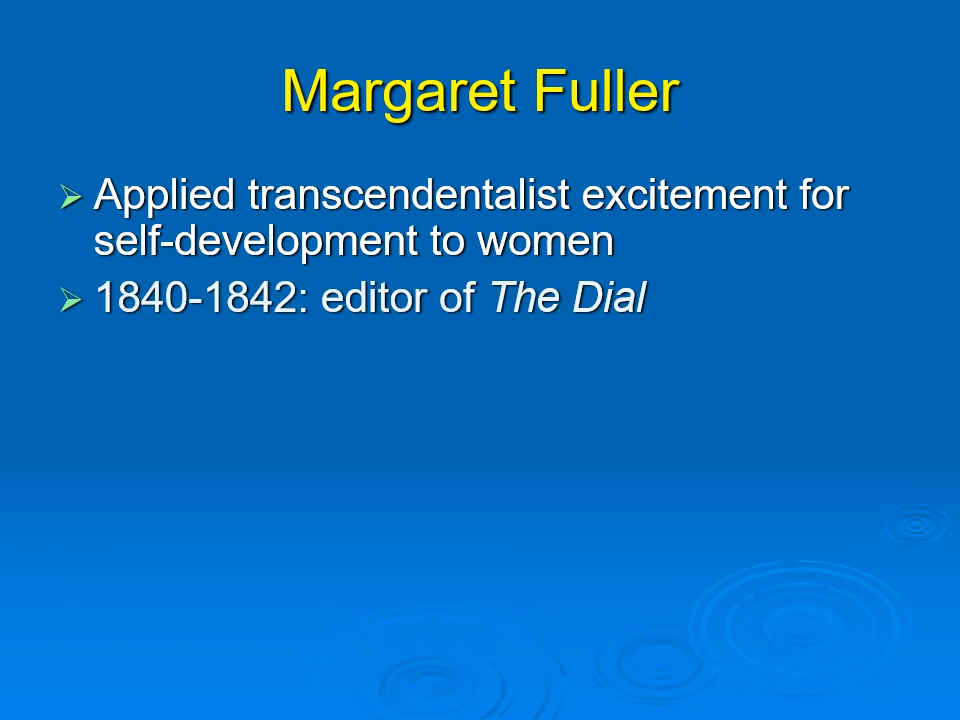 Margaret Fuller
Applied transcendentalist excitement for
self-development to women
1840-1842: editor of The Dial